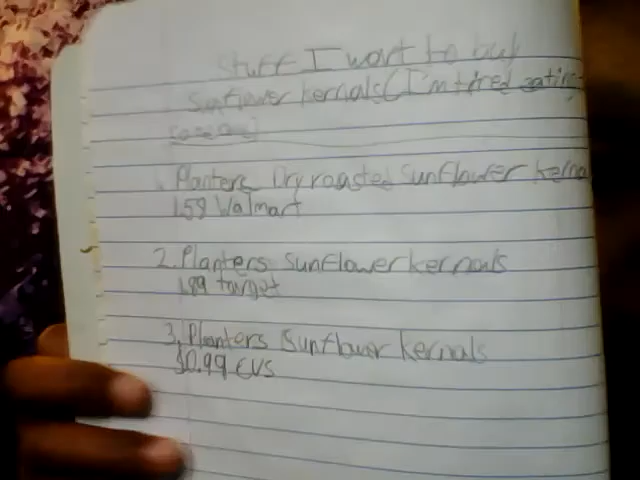 Stuff I want to buy
Sunflower kernals (I'm tired eating
1. Planters Dry roasted Sunflower kerna
1.59 Walmart
2. Planters Sunflower kernals
1.89 target
3. Planters Sunflower kernals
$0.99 CVS